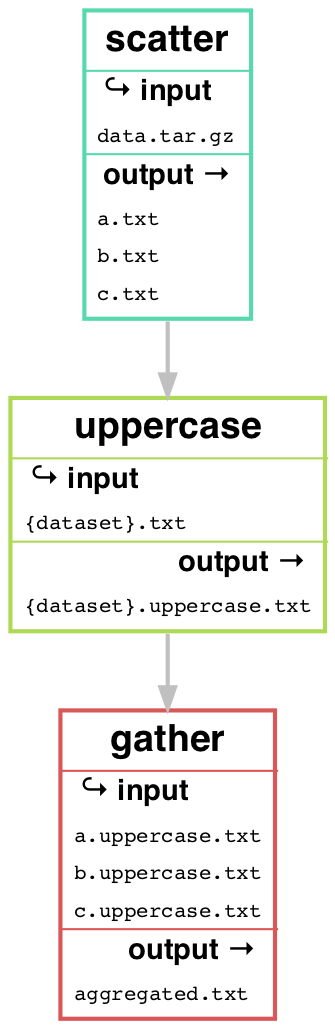 scatter
↪ input
data.tar.gz
output →
a.txt
b.txt
c.txt
uppercase
↪ input
{dataset}.txt
output →
{dataset}.uppercase.txt
gather
↪ input
a.uppercase.txt
b.uppercase.txt
c.uppercase.txt
output →
aggregated.txt